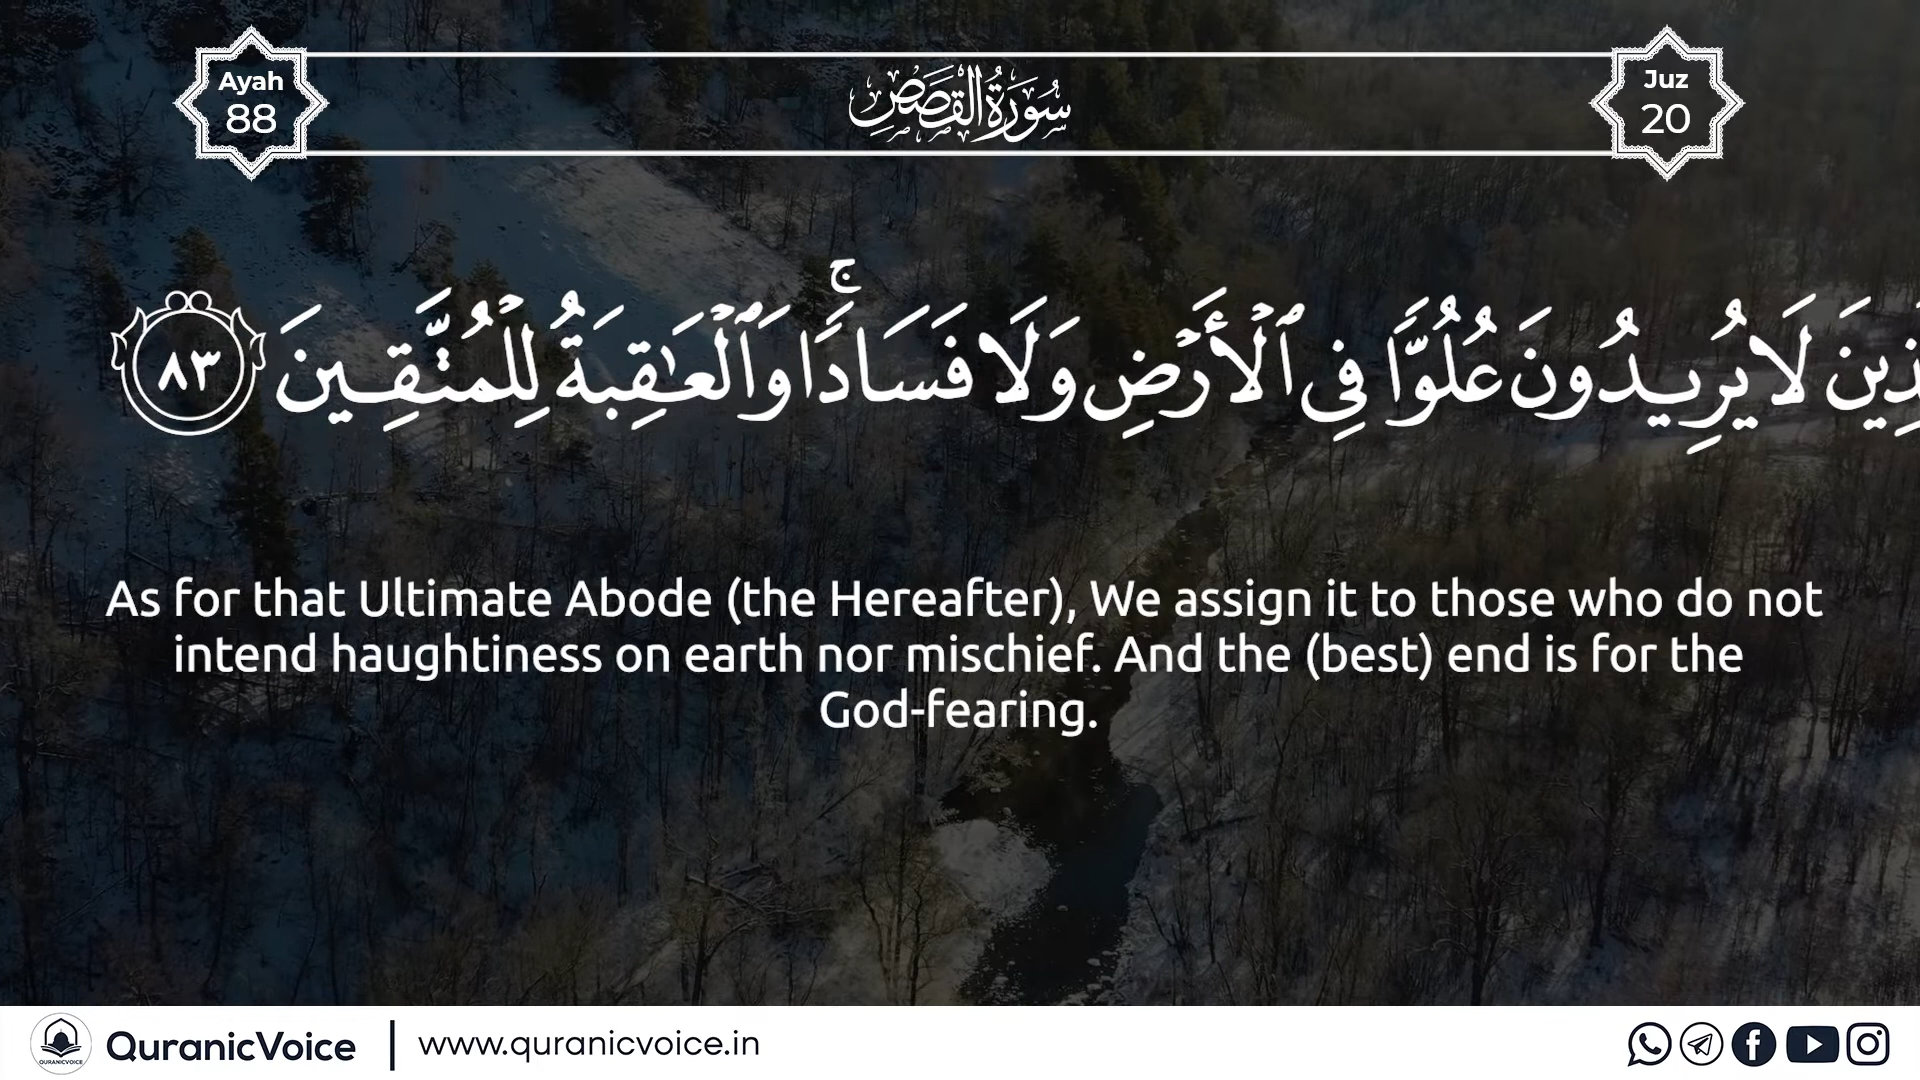 Ayah
88
سُورَةُ القَصَصِ
Juz
20
لَا يُرِيدُونَ عُلُوًّا فِى ٱلْأَرْضِ وَلَا فَسَادًا ۚ وَٱلْعَـٰقِبَةُ لِلْمُتَّقِينَ ٨٣
As for that Ultimate Abode (the Hereafter), We assign it to those who do not
intend haughtiness on earth nor mischief. And the (best) end is for the
God-fearing.
QURANICVOICE
QuranicVoice
www.quranicvoice.in